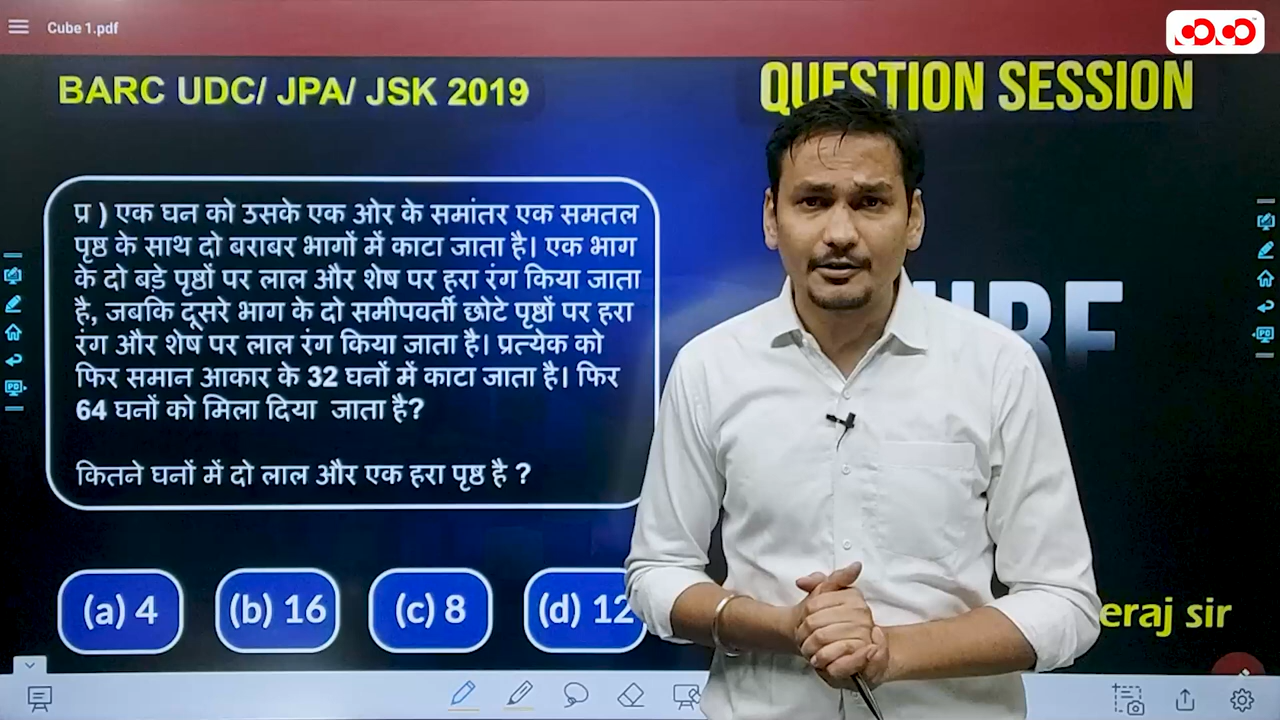 Cube 1.pdf
BARC UDC/ JPA/ JSK 2019
QUESTION SESSION
प्र ) एक घन को उसके एक ओर के समांतर एक समतल
पृष्ठ के साथ दो बराबर भागों में काटा जाता है। एक भाग
के दो बड़े पृष्ठों पर लाल और शेष पर हरा रंग किया जाता
है, जबकि दूसरे भाग के दो समीपवर्ती छोटे पृष्ठों पर हरा
रंग और शेष पर लाल रंग किया जाता है। प्रत्येक को
फिर समान आकार के 32 घनों में काटा जाता है। फिर
64 घनों को मिला दिया जाता है?
कितने घनों में दो लाल और एक हरा पृष्ठ है ?
(a) 4
(b) 16
(c) 8
(d) 12
eraj sir